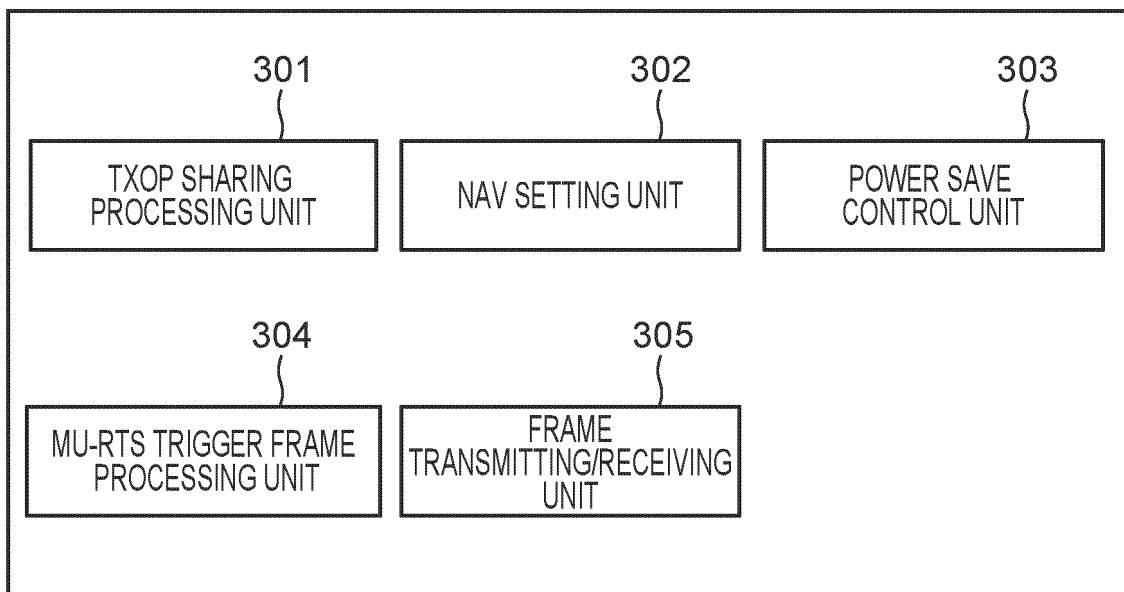 301
302
303
TXOP SHARING
PROCESSING UNIT
NAV SETTING UNIT
POWER SAVE
CONTROL UNIT
304
305
MU-RTS TRIGGER FRAME
PROCESSING UNIT
FRAME
TRANSMITTING/RECEIVING
UNIT